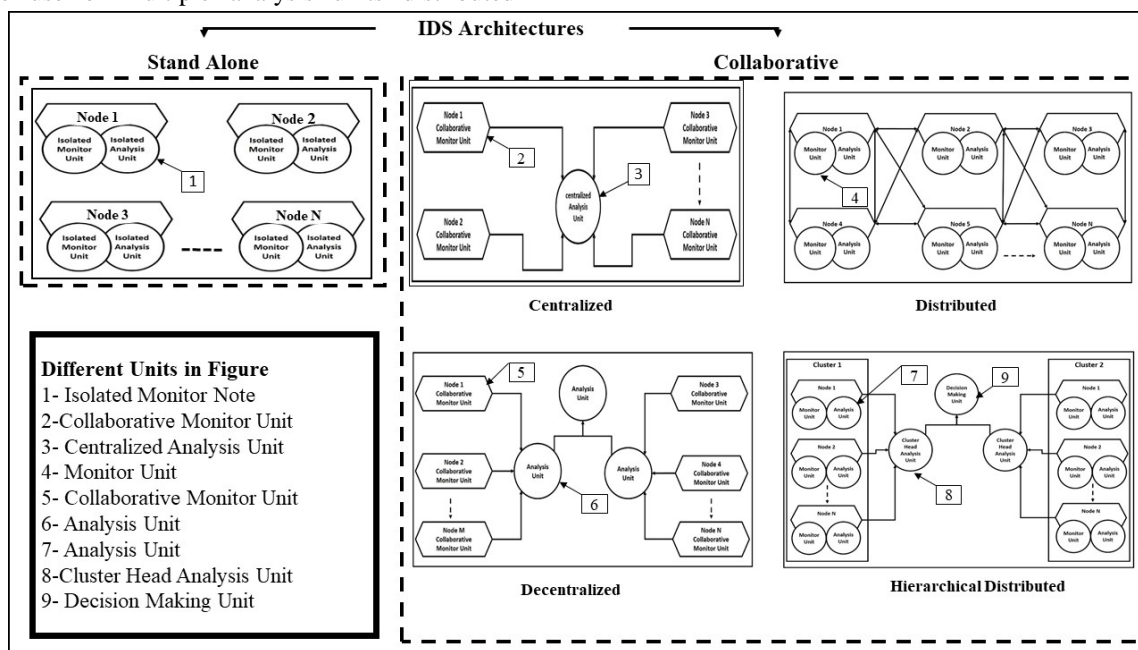 IDS Architectures
Stand Alone
Collaborative
Node 1
Isolated
Monitor
Unit
Isolated
Analysis
Unit
Node 2
Isolated
Monitor
Unit
Isolated
Analysis
Unit
1
Node 3
Isolated
Monitor
Unit
Isolated
Analysis
Unit
Node N
Isolated
Monitor
Unit
Isolated
Analysis
Unit
Node 1
Collaborative
Monitor Unit
2
Node 3
Collaborative
Monitor Unit
3
centralized
Analysis
Unit
Node 2
Collaborative
Monitor Unit
Node N
Collaborative
Monitor Unit
Centralized
Node 1
Monitor
Unit
Analysis
Unit
Node 2
Monitor
Unit
Analysis
Unit
Node 3
Monitor
Unit
Analysis
Unit
4
Node 4
Monitor
Unit
Analysis
Unit
Node 5
Monitor
Unit
Analysis
Unit
Node N
Monitor
Unit
Analysis
Unit
Distributed
Different Units in Figure
1- Isolated Monitor Note
2-Collaborative Monitor Unit
3- Centralized Analysis Unit
4- Monitor Unit
5- Collaborative Monitor Unit
6- Analysis Unit
7- Analysis Unit
8-Cluster Head Analysis Unit
9- Decision Making Unit
Node 1
Collaborative
Monitor Unit
5
Analysis
Unit
Node 3
Collaborative
Monitor Unit
Node 2
Collaborative
Monitor Unit
Analysis
Unit
Analysis
Unit
Node 4
Collaborative
Monitor Unit
6
Node M
Collaborative
Monitor Unit
Node N
Collaborative
Monitor Unit
Decentralized
Cluster 1
Node 1
Monitor
Unit
Analysis
Unit
7
Decision
Making
Unit
9
Cluster 2
Node 1
Monitor
Unit
Analysis
Unit
Node 2
Monitor
Unit
Analysis
Unit
Cluster
Head
Analysis
Unit
Cluster
Head
Analysis
Unit
Node 2
Monitor
Unit
Analysis
Unit
8
Node N
Monitor
Unit
Analysis
Unit
Node N
Monitor
Unit
Analysis
Unit
Hierarchical Distributed